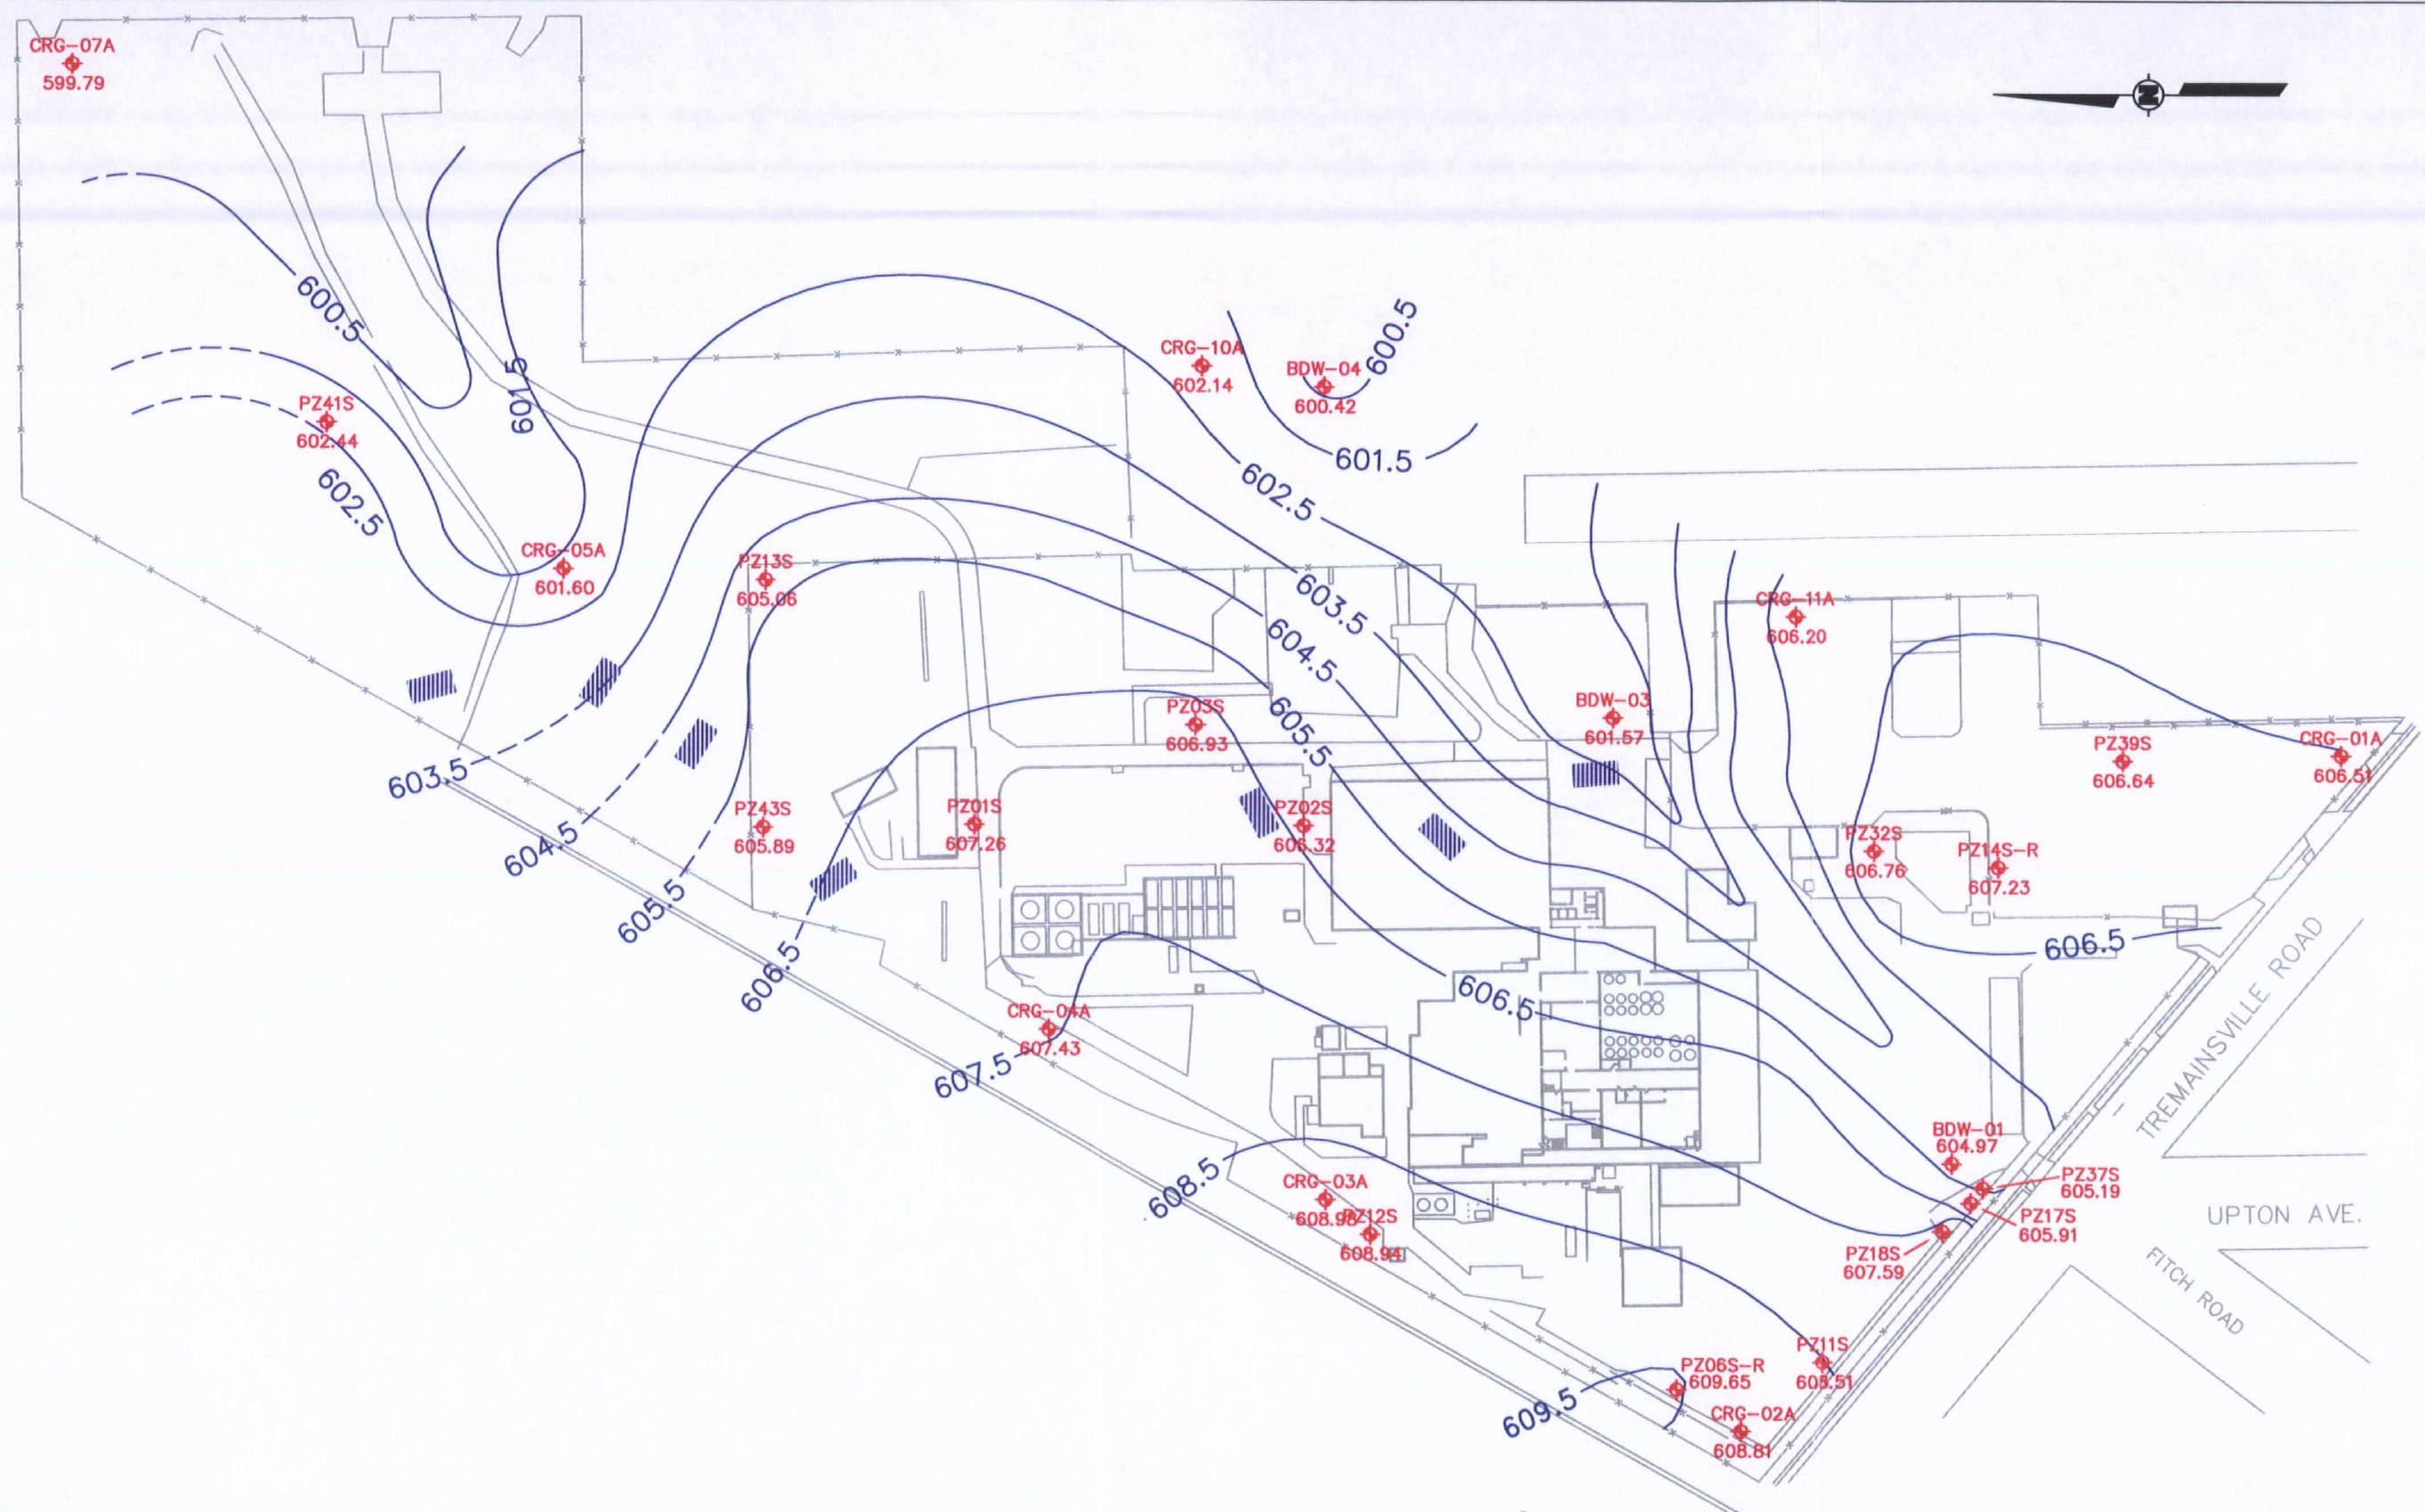 CRG-07A
599.79
N
600.5
601.5
PZ41S
602.44
602.5
CRG-05A
601.60
PZ13S
605.06
CRG-10A
602.14
BDW-04
600.42
600.5
601.5
602.5
603.5
604.5
605.5
CRG-11A
606.20
BDW-03
601.57
PZ03S
606.93
PZ39S
606.64
CRG-01A
606.51
603.5
604.5
605.5
606.5
PZ43S
605.89
PZ01S
607.26
PZ02S
606.32
PZ32S
606.76
PZ14S-R
607.23
606.5
606.5
CRG-04A
607.43
607.5
608.5
CRG-03A
608.98
PZ12S
608.94
BDW-01
604.97
PZ37S
605.19
PZ17S
605.91
PZ18S
607.59
TREMAINSVILLE ROAD
UPTON AVE.
FITCH ROAD
PZ11S
608.51
PZ06S-R
609.65
609.5
CRG-02A
608.81